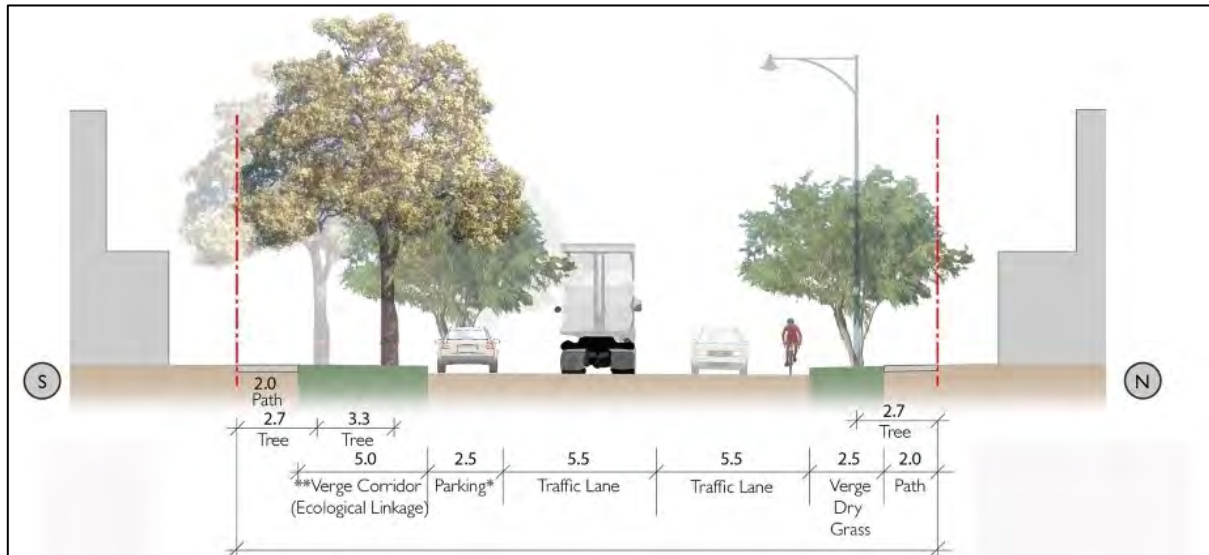 S
N
2.0
Path
2.7
Tree
3.3
Tree
2.7
Tree
5.0
**Verge Corridor
(Ecological Linkage)
2.5
Parking*
5.5
Traffic Lane
5.5
Traffic Lane
2.5
Verge
Dry
Grass
2.0
Path